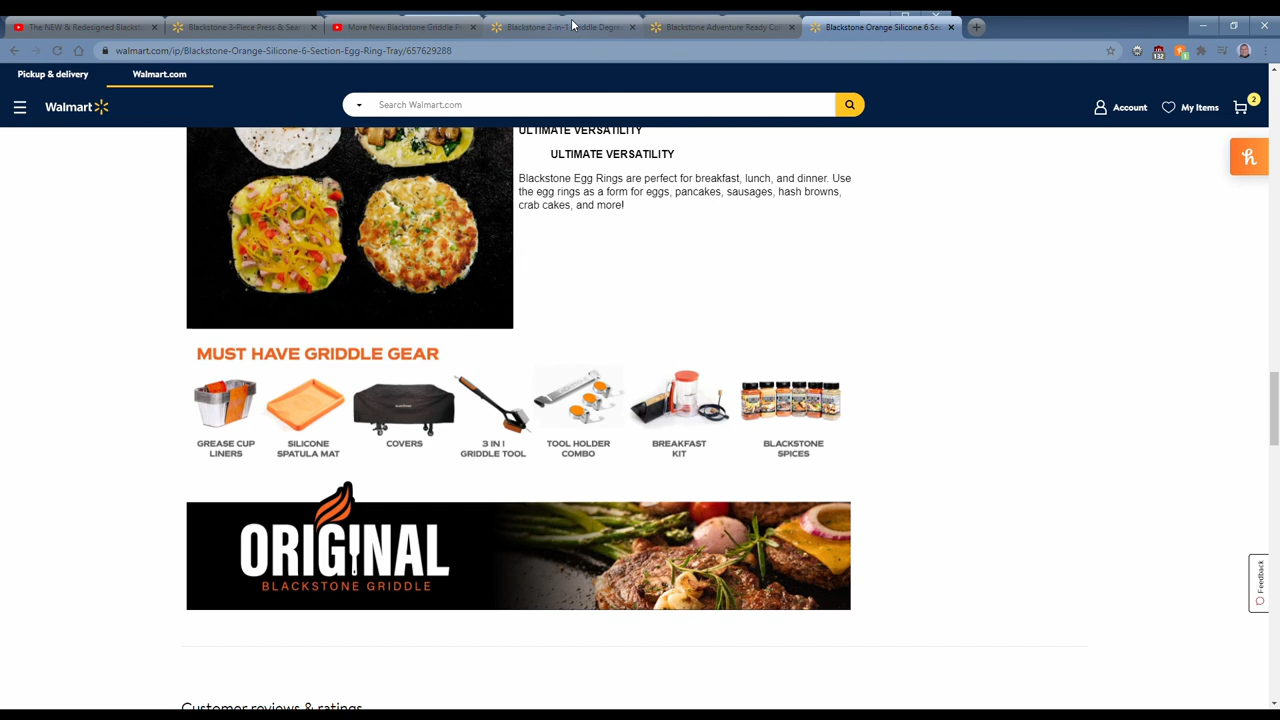 The NEW & Redesigned Blacksto
Blackstone 3-Piece Press & Sear
More New Blackstone Griddle P
Blackstone 2-in-1 Griddle Degre
Blackstone Adventure Ready Co
Blackstone Orange Silicone 6 Se
walmart.com/ip/Blackstone-Orange-Silicone-6-Section-Egg-Ring-Tray/657629288
132
1
Pickup & delivery
Walmart.com
Walmart
Search Walmart.com
Account
My Items
2
ULTIMATE VERSATILITY
ULTIMATE VERSATILITY
Blackstone Egg Rings are perfect for breakfast, lunch, and dinner. Use
the egg rings as a form for eggs, pancakes, sausages, hash browns,
crab cakes, and more!
MUST HAVE GRIDDLE GEAR
GREASE CUP
LINERS
SILICONE
SPATULA MAT
COVERS
3 IN 1
GRIDDLE TOOL
TOOL HOLDER
COMBO
BREAKFAST
KIT
BLACKSTONE
SPICES
ORIGINAL
BLACKSTONE GRIDDLE
Feedback
Customer reviews & ratings